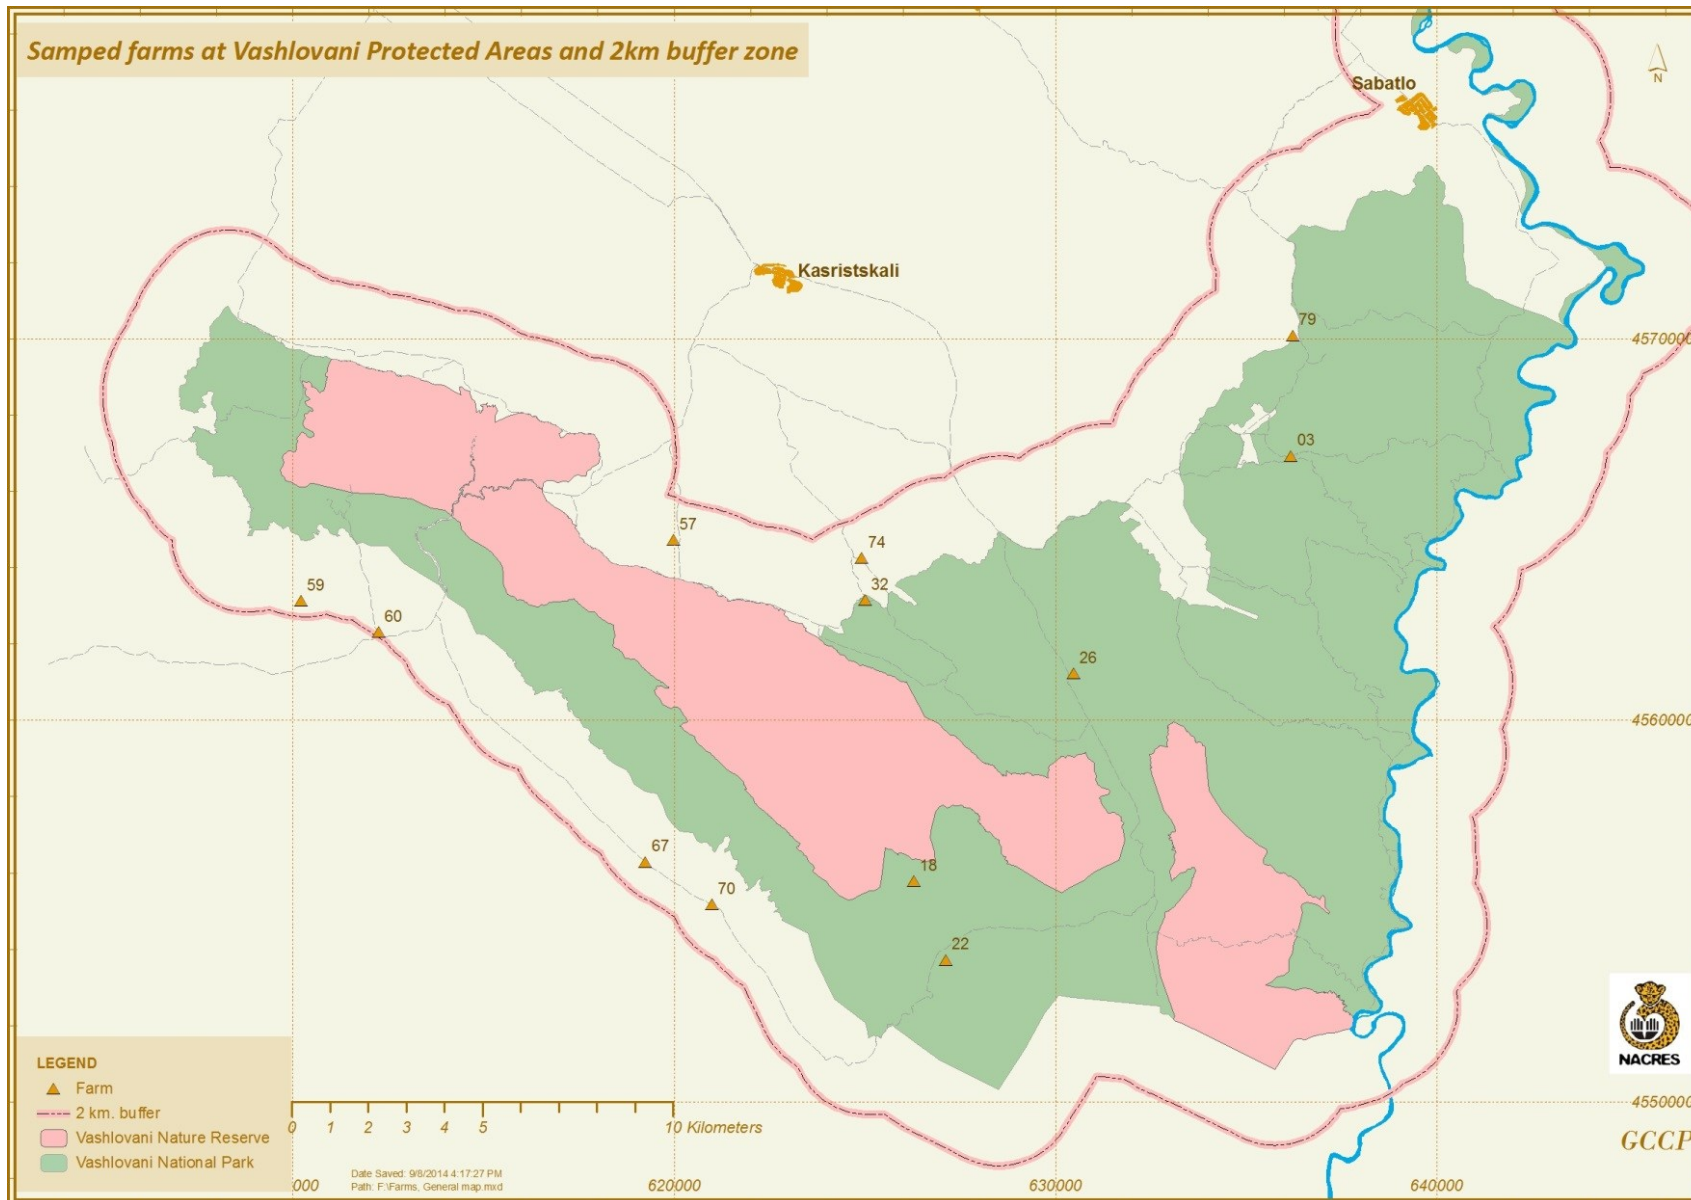 Samped farms at Vashlovani Protected Areas and 2km buffer zone
N
Sabatlo
Kasristskali
79
4570000
03
57
74
59
32
60
26
4560000
67
18
70
22
NACRES
LEGEND
Farm
2 km. buffer
Vashlovani Nature Reserve
Vashlovani National Park
0 1 2 3 4 5 10 Kilometers
4550000
GCCP
Date Saved: 9/8/2014 4:17:27 PM
Path: F:\Farms, General map.mxd
000 620000 630000 640000